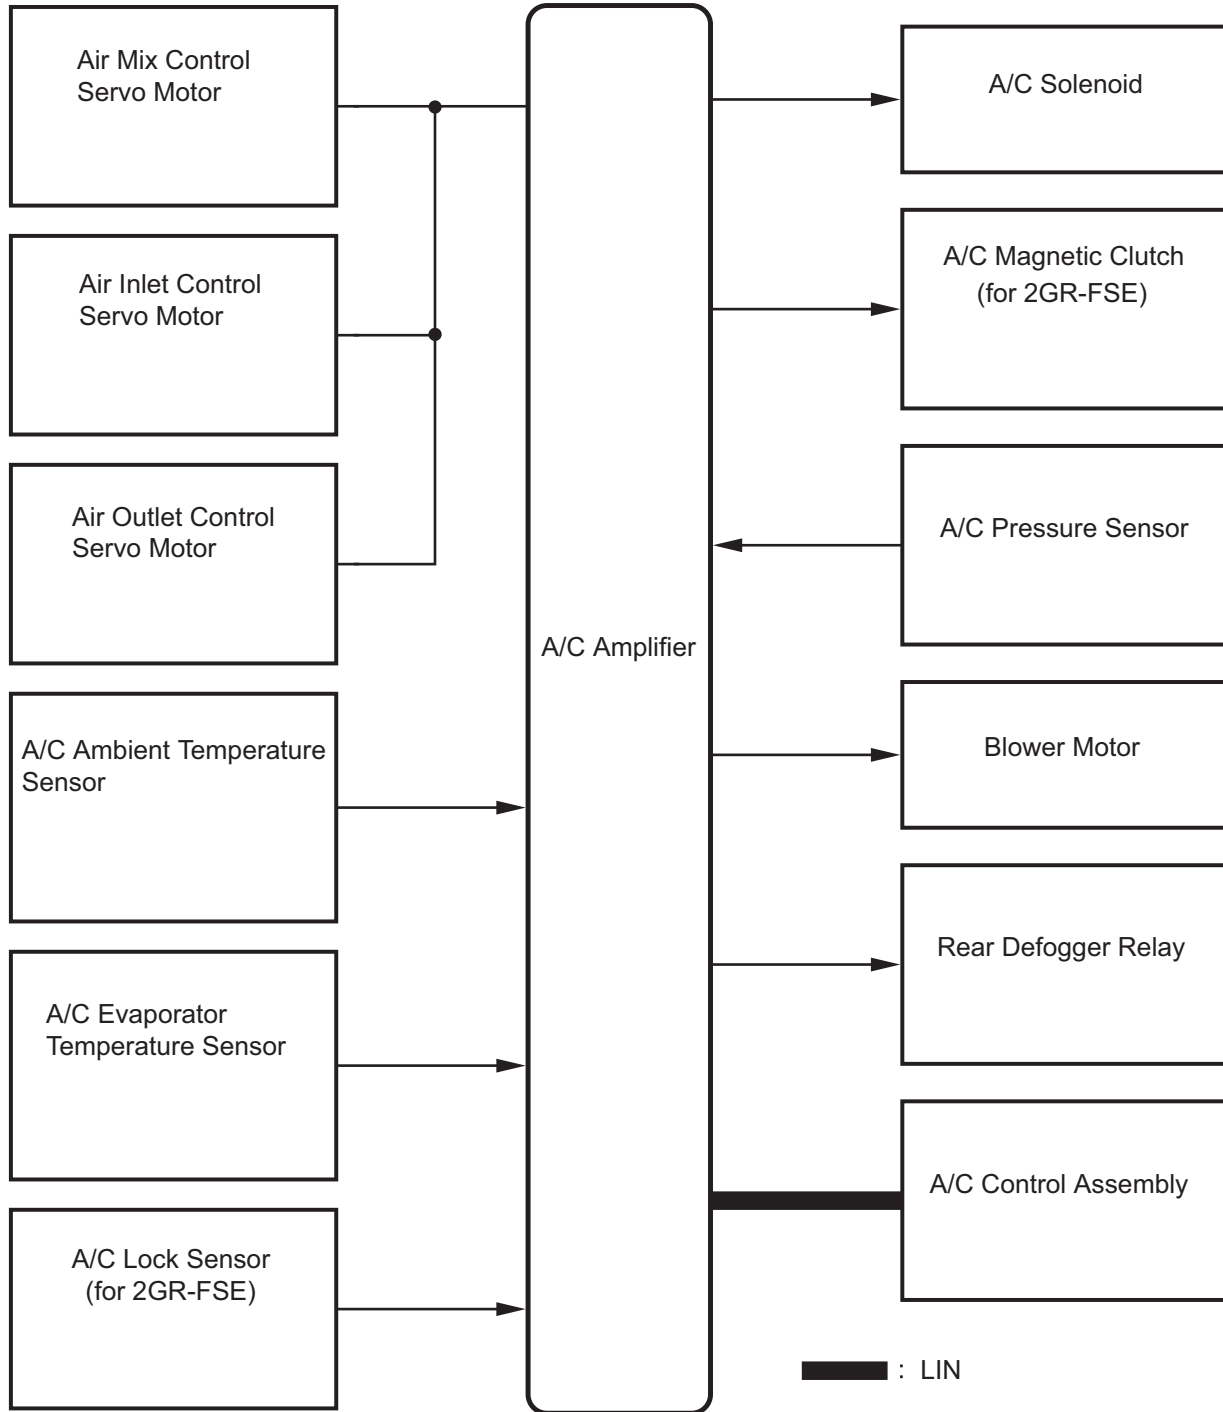 Air Mix Control
Servo Motor
Air Inlet Control
Servo Motor
Air Outlet Control
Servo Motor
A/C Ambient Temperature
Sensor
A/C Evaporator
Temperature Sensor
A/C Lock Sensor
(for 2GR-FSE)
A/C Amplifier
A/C Solenoid
A/C Magnetic Clutch
(for 2GR-FSE)
A/C Pressure Sensor
Blower Motor
Rear Defogger Relay
A/C Control Assembly
: LIN